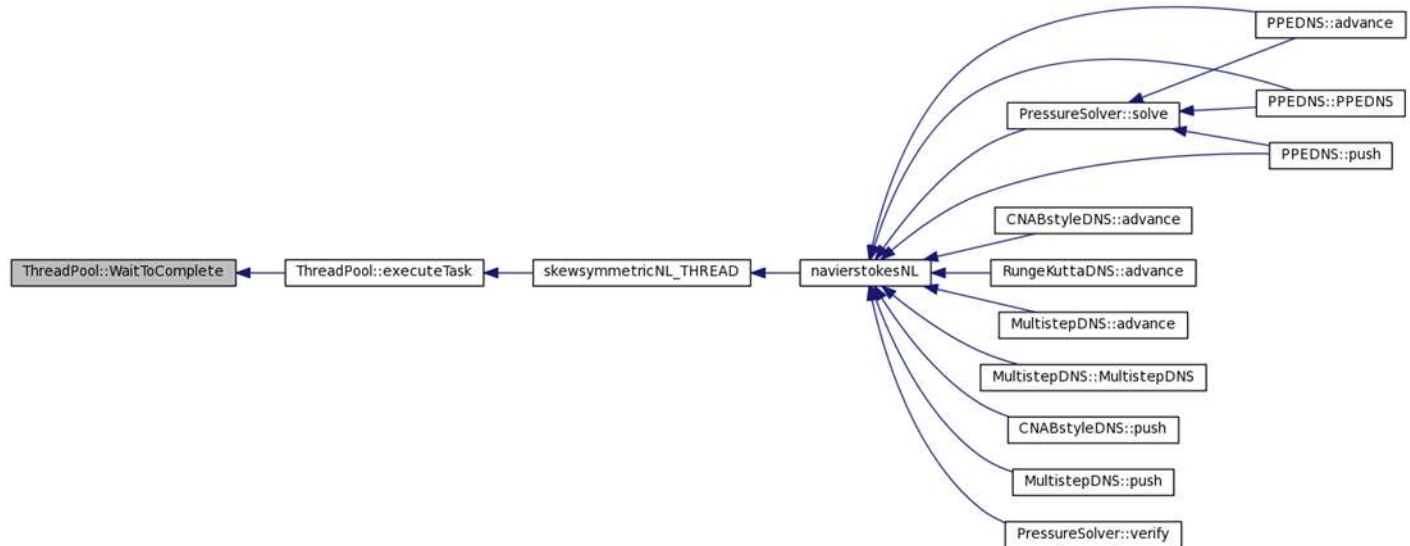 PPEDNS::advance
PPEDNS::PPEDNS
PressureSolver::solve
PPEDNS::push
CNABstyleDNS::advance
ThreadPool::WaitToComplete
ThreadPool::executeTask
skewsymmetricNL_THREAD
navierstokesNL
RungeKuttaDNS::advance
MultistepDNS::advance
MultistepDNS::MultistepDNS
CNABstyleDNS::push
MultistepDNS::push
PressureSolver::verify